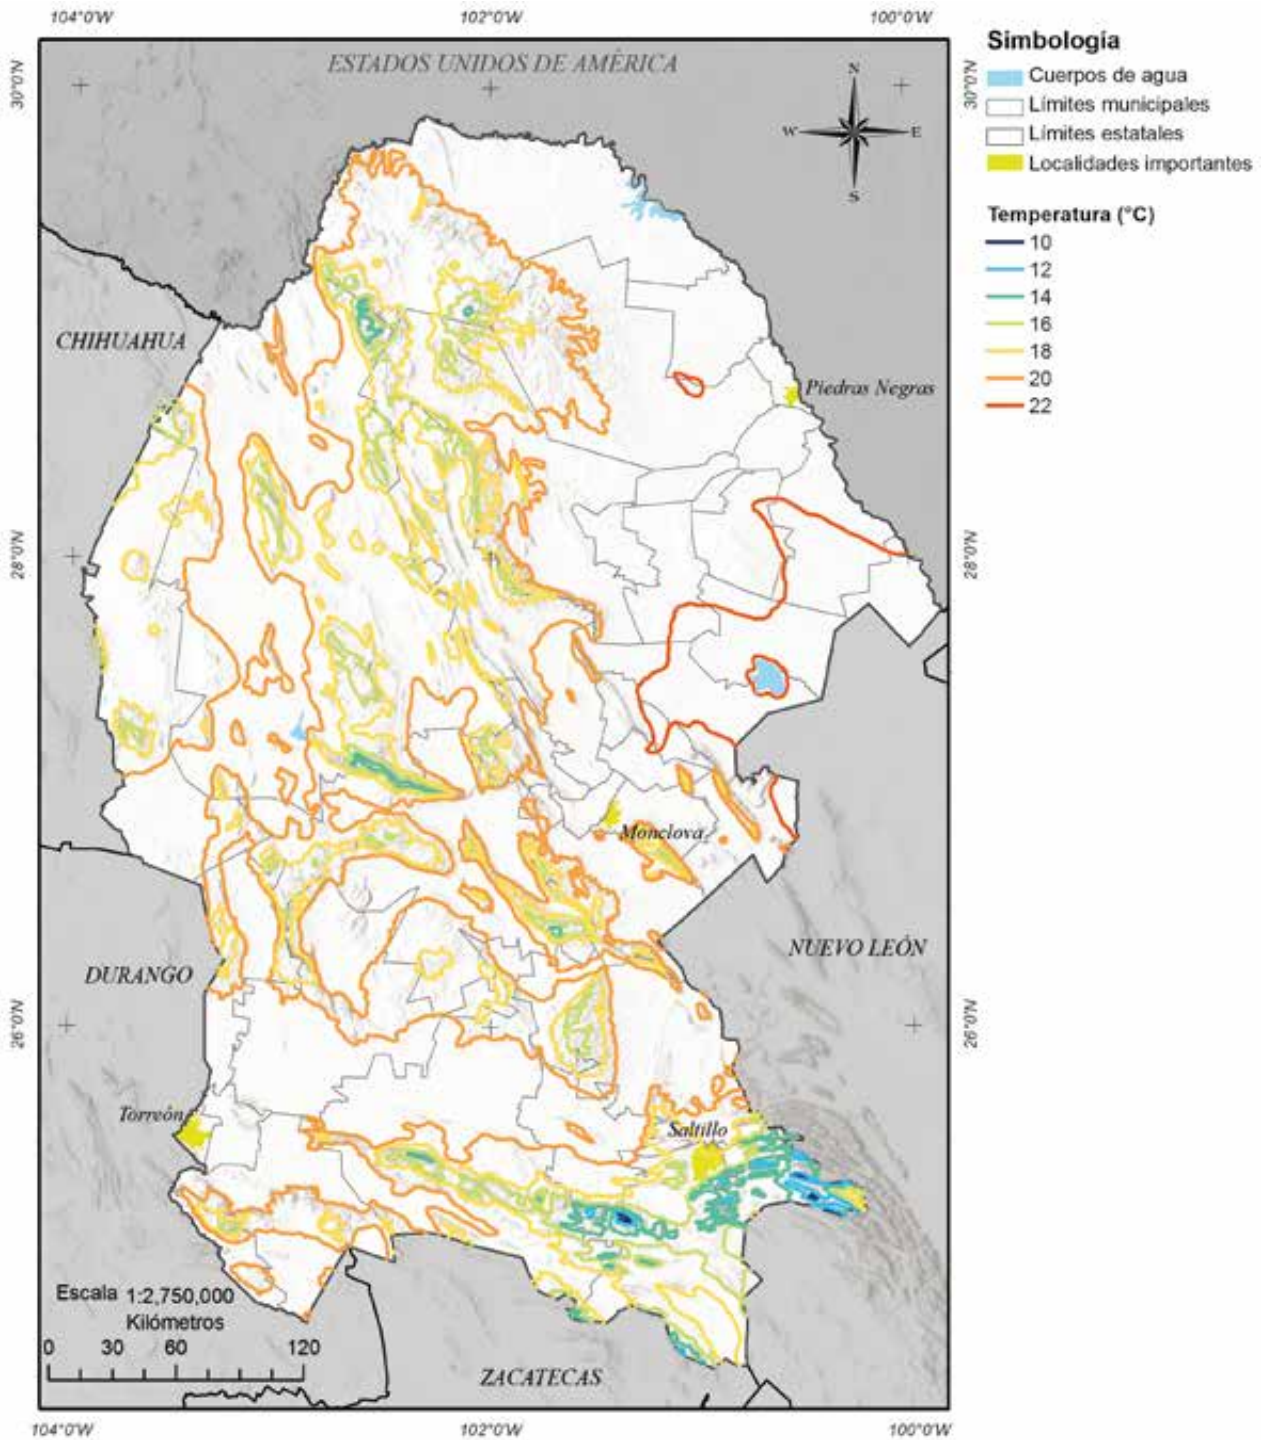 104°0'W 102°0'W 100°0'W
30°0'N
28°0'N
26°0'N
ESTADOS UNIDOS DE AMÉRICA
N
W E
S
CHIHUAHUA
Piedras Negras
Monclova
NUEVO LEÓN
DURANGO
Torreón
Saltillo
ZACATECAS
Escala 1:2,750,000
Kilómetros
0 30 60 120
30°0'N
28°0'N
26°0'N
104°0'W 102°0'W 100°0'W
Simbología
Cuerpos de agua
Límites municipales
Límites estatales
Localidades importantes
Temperatura (°C)
10
12
14
16
18
20
22